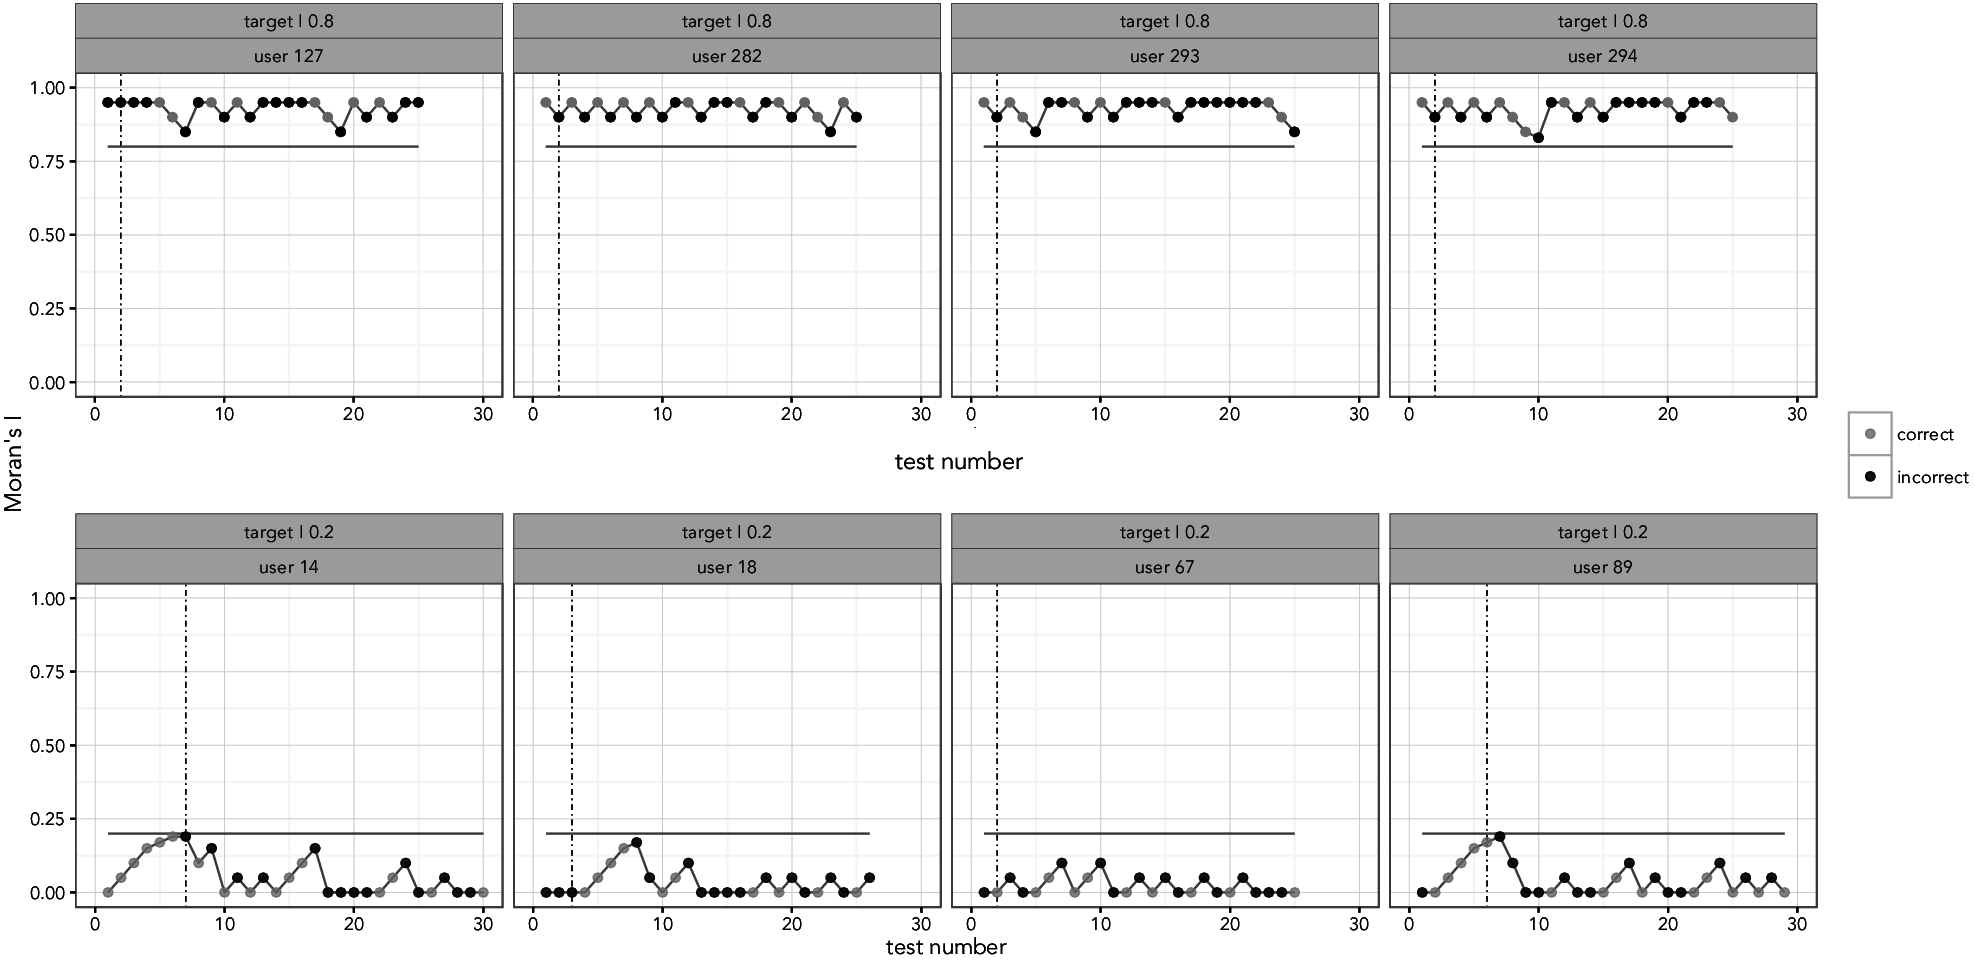 target I 0.8 target I 0.8 target I 0.8 target I 0.8
user 127 user 282 user 293 user 294
1.00
0.75
0.50
0.25
0.00
0 10 20 30 0 10 20 30 0 10 20 30 0 10 20 30
test number
Moran's I
correct
incorrect
target I 0.2 target I 0.2 target I 0.2 target I 0.2
user 14 user 18 user 67 user 89
1.00
0.75
0.50
0.25
0.00
0 10 20 30 0 10 20 30 0 10 20 30 0 10 20 30
test number